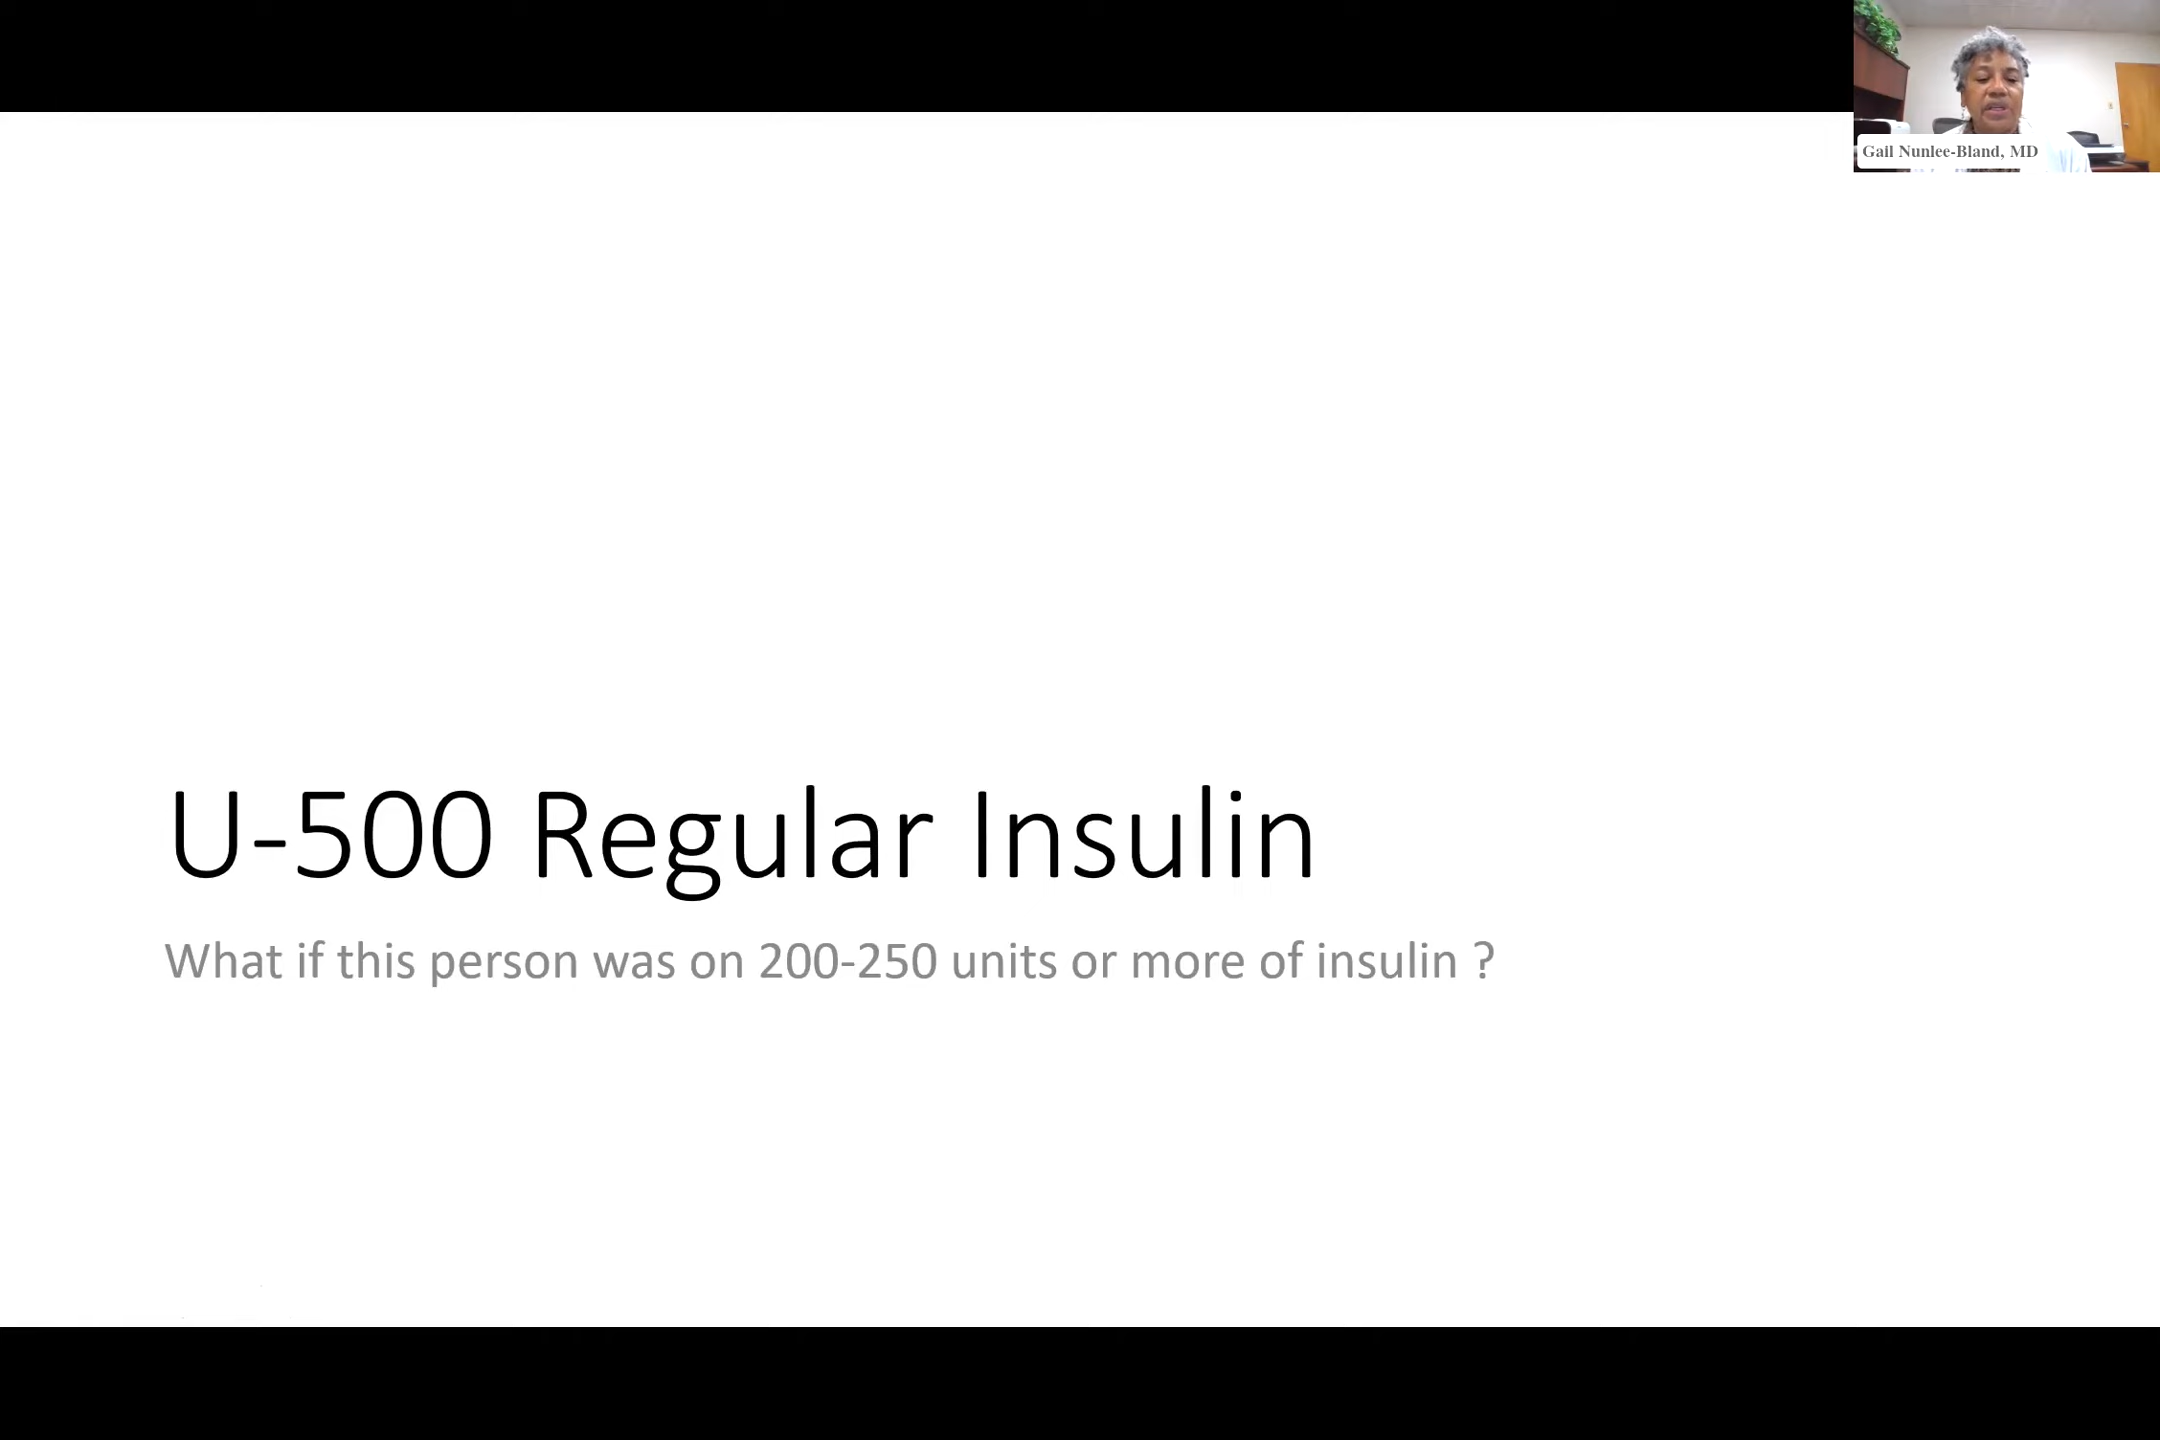 Gail Nunlee-Bland, MD
U-500 Regular Insulin
What if this person was on 200-250 units or more of insulin ?